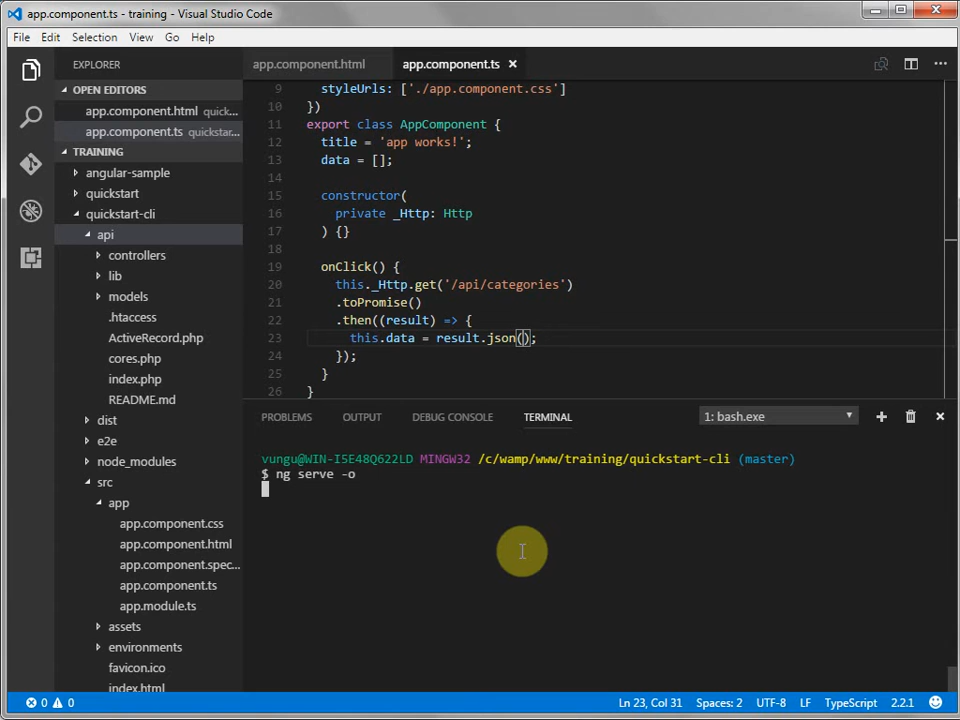 app.component.ts - training - Visual Studio Code
File Edit Selection View Go Help
EXPLORER
OPEN EDITORS
app.component.html quick...
app.component.ts quickstar...
TRAINING
angular-sample
quickstart
quickstart-cli
api
controllers
lib
models
.htaccess
ActiveRecord.php
cores.php
index.php
README.md
dist
e2e
node_modules
src
app
app.component.css
app.component.html
app.component.spec...
app.component.ts
app.module.ts
assets
environments
favicon.ico
index.html
app.component.html app.component.ts
9 styleUrls: ['./app.component.css']
10 })
11 export class AppComponent {
12 title = 'app works!';
13 data = [];
14
15 constructor(
16 private _Http: Http
17 ) {}
18
19 onClick() {
20 this._Http.get('/api/categories')
21 .toPromise()
22 .then((result) => {
23 this.data = result.json();
24 });
25 }
26 }
PROBLEMS OUTPUT DEBUG CONSOLE TERMINAL 1: bash.exe
vungu@WIN-I5E48Q622LD MINGW32 /c/wamp/www/training/quickstart-cli (master)
$ ng serve -o
0 0 Ln 23, Col 31 Spaces: 2 UTF-8 LF TypeScript 2.2.1